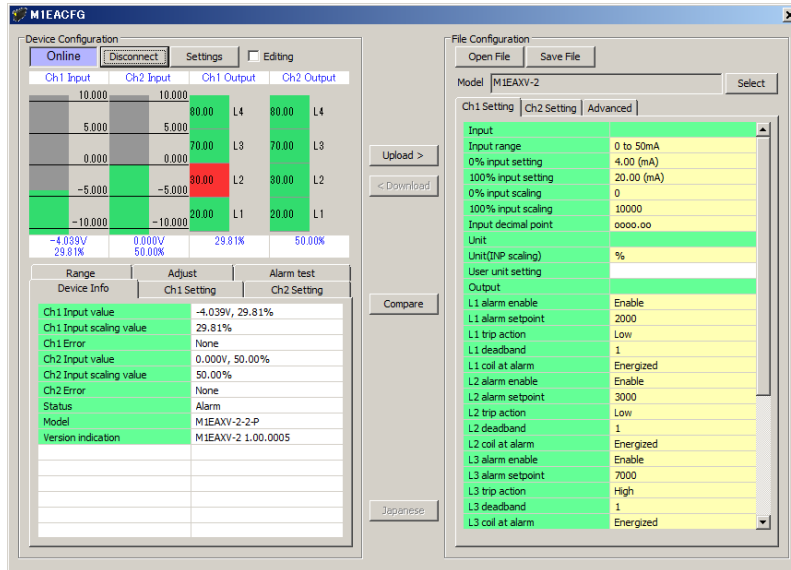 M1EACFG
Device Configuration
Online Disconnect Settings Editing
Ch1 Input Ch2 Input Ch1 Output Ch2 Output
10.000 10.000
80.00 L4 80.00 L4
5.000 5.000
70.00 L3 70.00 L3
0.000 0.000
30.00 L2 30.00 L2
-5.000 -5.000
20.00 L1 20.00 L1
-10.000 -10.000
-4.039V 0.000V 29.81% 50.00%
29.81% 50.00%
Range Adjust Alarm test
Device Info Ch1 Setting Ch2 Setting
Ch1 Input value -4.039V, 29.81%
Ch1 Input scaling value 29.81%
Ch1 Error None
Ch2 Input value 0.000V, 50.00%
Ch2 Input scaling value 50.00%
Ch2 Error None
Status Alarm
Model M1EAXV-2-2-P
Version indication M1EAXV-2 1.00.0005
Upload >
< Download
Compare
Japanese
File Configuration
Open File Save File
Model M1EAXV-2 Select
Ch1 Setting Ch2 Setting Advanced
Input
Input range 0 to 50mA
0% input setting 4.00 (mA)
100% input setting 20.00 (mA)
0% input scaling 0
100% input scaling 10000
Input decimal point oooo.oo
Unit
Unit(INP scaling) %
User unit setting
Output
L1 alarm enable Enable
L1 alarm setpoint 2000
L1 trip action Low
L1 deadband 1
L1 coil at alarm Energized
L2 alarm enable Enable
L2 alarm setpoint 3000
L2 trip action Low
L2 deadband 1
L2 coil at alarm Energized
L3 alarm enable Enable
L3 alarm setpoint 7000
L3 trip action High
L3 deadband 1
L3 coil at alarm Energized